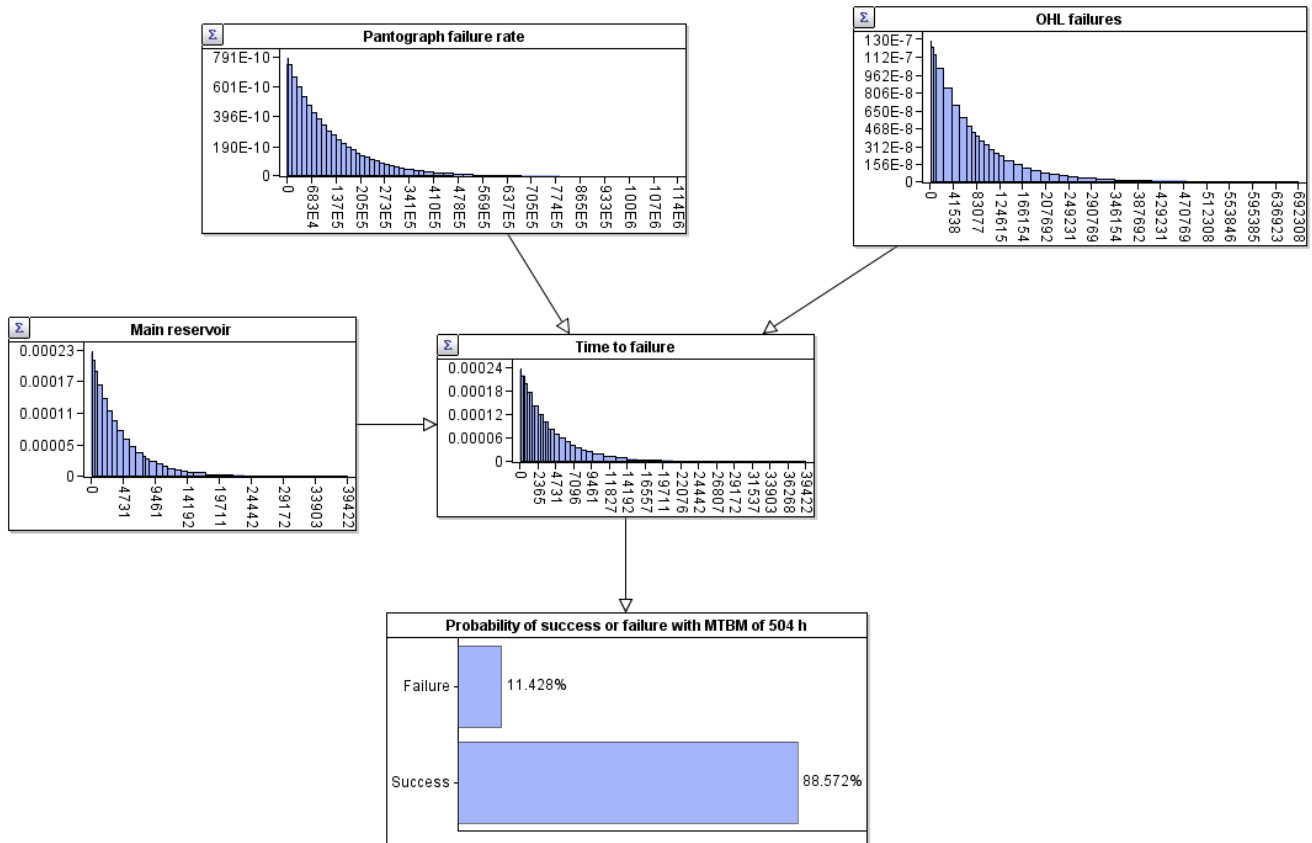 Σ
Pantograph failure rate
791E-10
601E-10
396E-10
190E-10
0
0 683E4 137E5 205E5 273E5 341E5 410E5 478E5 569E5 637E5 705E5 774E5 865E5 933E5 100E6 107E6 114E6
Σ
OHL failures
130E-7
112E-7
962E-8
806E-8
650E-8
468E-8
312E-8
156E-8
0
0 41538 83077 124615 166154 207692 249231 290769 346154 387692 429231 470769 512308 553846 595385 636923 692308
Σ
Main reservoir
0.00023
0.00017
0.00011
0.00005
0
0 4731 9461 14192 19711 24442 29172 33903 39422
Σ
Time to failure
0.00024
0.00018
0.00012
0.00006
0
0 2365 4731 7096 9461 11827 14192 16557 19711 22076 24442 26807 29172 31537 33903 36268 39422
Probability of success or failure with MTBM of 504 h
Failure 11.428%
Success 88.572%